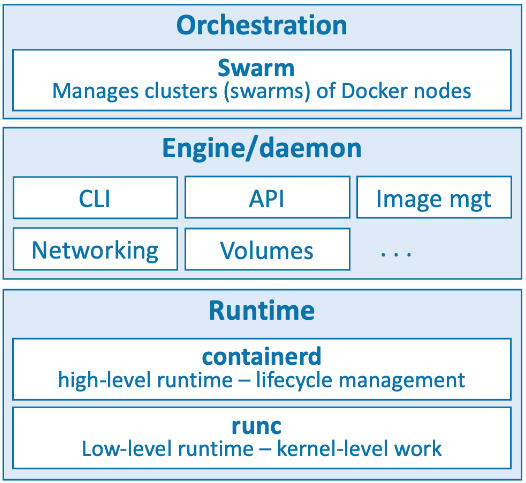 Orchestration
Swarm
Manages clusters (swarms) of Docker nodes
Engine/daemon
CLI
API
Image mgt
Networking
Volumes
...
Runtime
containerd
high-level runtime – lifecycle management
runc
Low-level runtime – kernel-level work